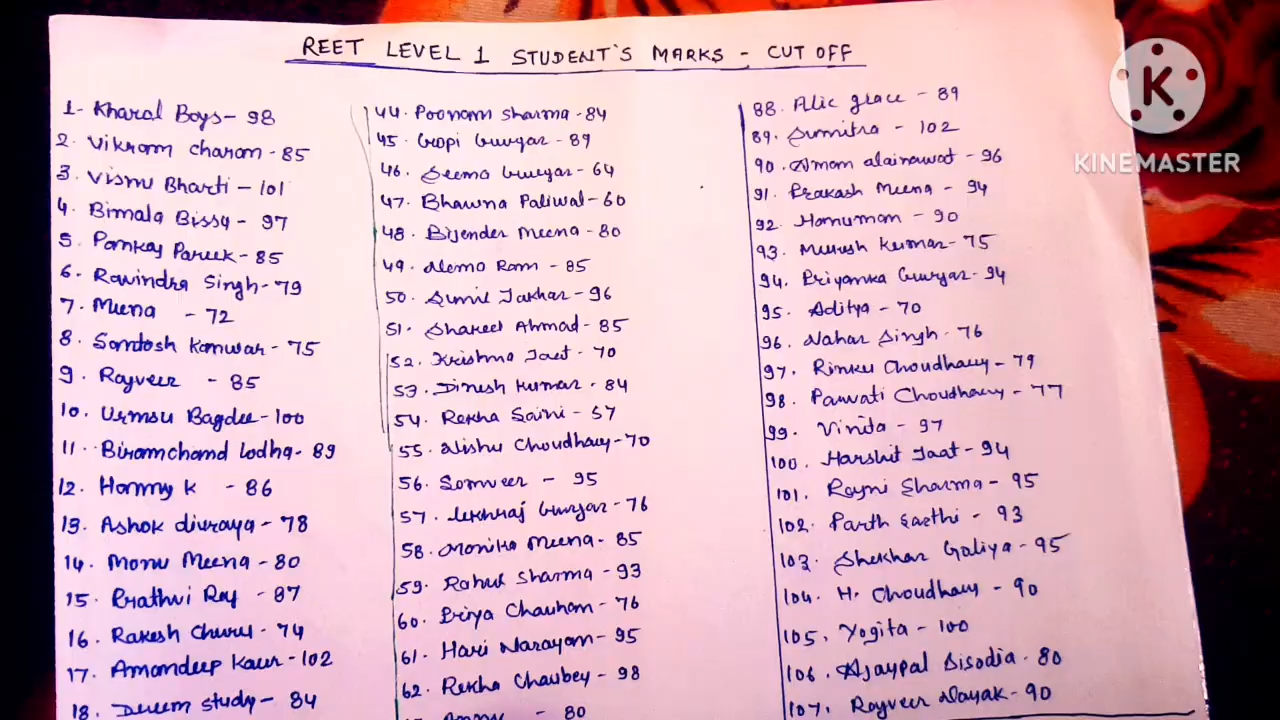 REET LEVEL 1 STUDENT'S MARKS - CUT OFF
1- Kharal Boys - 98
2. Vikram charan - 85
3. Visnu Bharti - 101
4. Bimala Bissy - 97
5. Pankaj Pareek - 85
6. Ravindra Singh - 79
7. Meena - 72
8. Santosh Kanwar - 75
9. Rajveer - 85
10. Urmsu Bagdee - 100
11. Biramchand lodha - 89
12. Hanny k - 86
13. Ashok divraya - 78
14. Monu Meena - 80
15. Prathvi Raj - 87
16. Rakesh Churu - 74
17. Amandeep Kaur - 102
18. Dreem study - 84
44. Poonam Sharma - 84
45. Gopi Gurjar - 89
46. Seema Gurjar - 64
47. Bhawna Paliwal - 60
48. Bijender Meena - 80
49. Nema Ram - 85
50. Sunil Jakhar - 96
51. Shakeel Ahmad - 85
52. Krishna Jaat - 70
53. Dinesh Kumar - 84
54. Rekha Saini - 57
55. Nishu Choudhary - 70
56. Somveer - 95
57. Lekhraj Gurjar - 76
58. Monika Meena - 85
59. Rahul Sharma - 93
60. Priya Chauhan - 76
61. Hari Narayan - 95
62. Rekha Chaubey - 98
- 80
88. Alic grace - 89
89. Sumitra - 102
90. Aman alainawat - 96
91. Prakash Meena - 94
92. Hanuman - 90
93. Mukesh Kumar - 75
94. Priyanka Gurjar - 94
95. Aditya - 70
96. Nahar Singh - 76
97. Rinku Choudhary - 79
98. Parvati Choudhary - 77
99. Vinita - 97
100. Harshit Jaat - 94
101. Rajni Sharma - 95
102. Parth Sarthi - 93
103. Shekhar Galiya - 95
104. H. Choudhary - 90
105. Yogita - 100
106. Ajaypal Sisodia - 80
107. Rajveer Nayak - 90
K
KINEMASTER